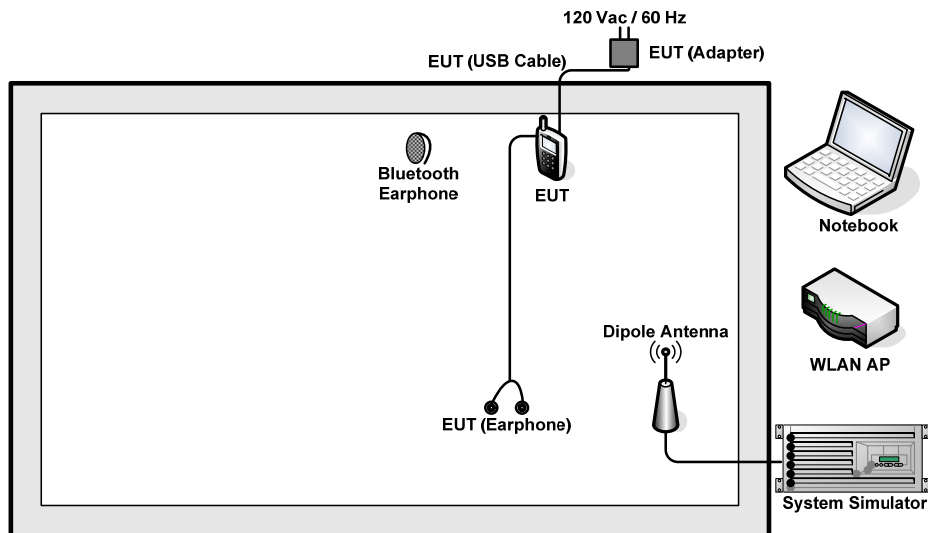 120 Vac / 60 Hz
EUT (USB Cable)
EUT (Adapter)
Bluetooth
Earphone
EUT
Notebook
Dipole Antenna
WLAN AP
EUT (Earphone)
System Simulator